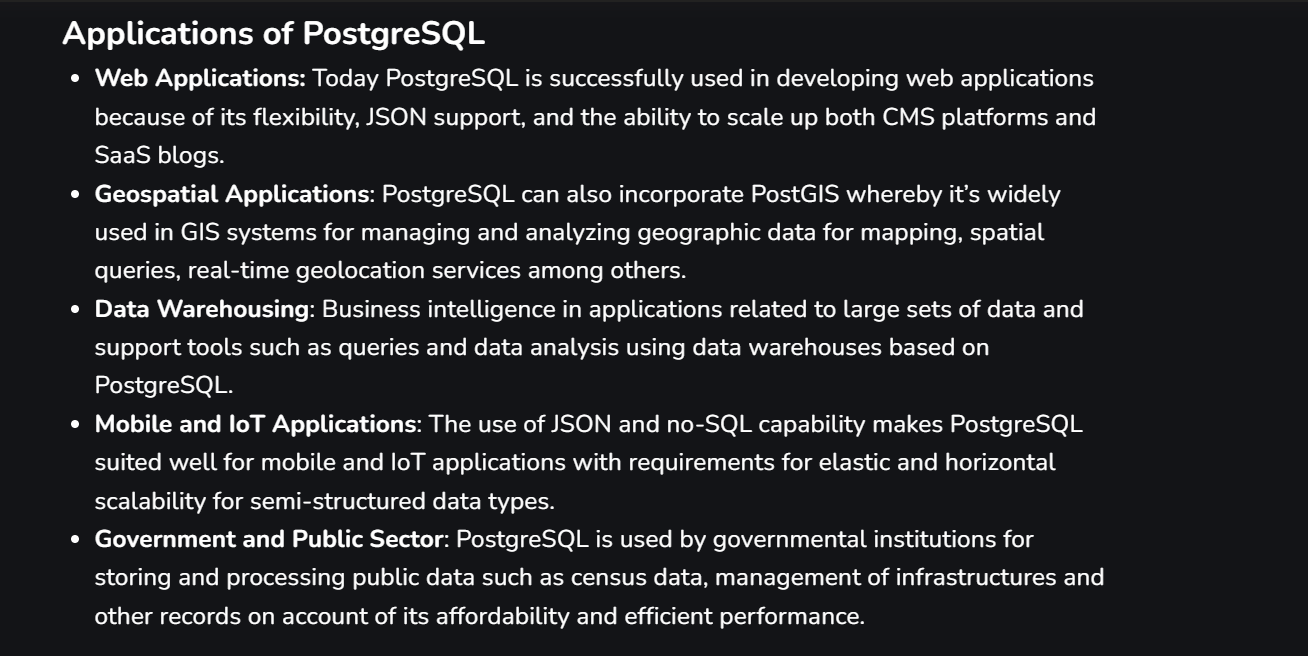 Applications of PostgreSQL
• Web Applications: Today PostgreSQL is successfully used in developing web applications
because of its flexibility, JSON support, and the ability to scale up both CMS platforms and
SaaS blogs.
• Geospatial Applications: PostgreSQL can also incorporate PostGIS whereby it’s widely
used in GIS systems for managing and analyzing geographic data for mapping, spatial
queries, real-time geolocation services among others.
• Data Warehousing: Business intelligence in applications related to large sets of data and
support tools such as queries and data analysis using data warehouses based on
PostgreSQL.
• Mobile and IoT Applications: The use of JSON and no-SQL capability makes PostgreSQL
suited well for mobile and IoT applications with requirements for elastic and horizontal
scalability for semi-structured data types.
• Government and Public Sector: PostgreSQL is used by governmental institutions for
storing and processing public data such as census data, management of infrastructures and
other records on account of its affordability and efficient performance.